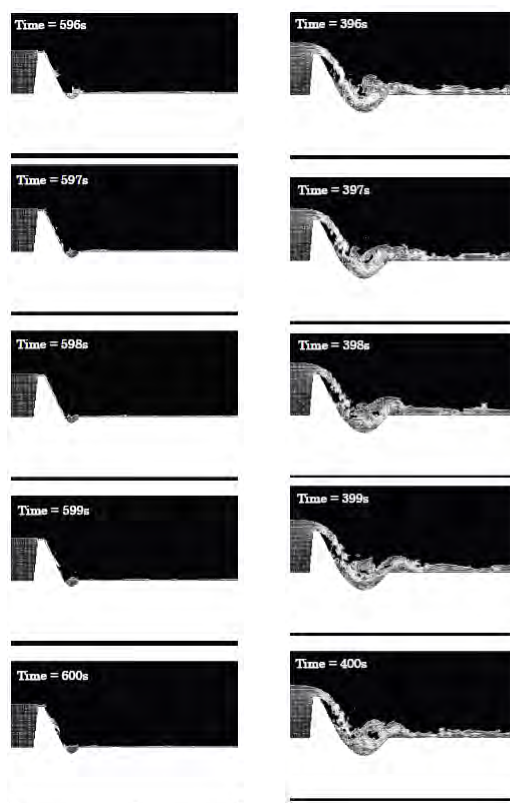 Time = 596s
Time = 597s
Time = 598s
Time = 599s
Time = 600s
Time = 396s
Time = 397s
Time = 398s
Time = 399s
Time = 400s